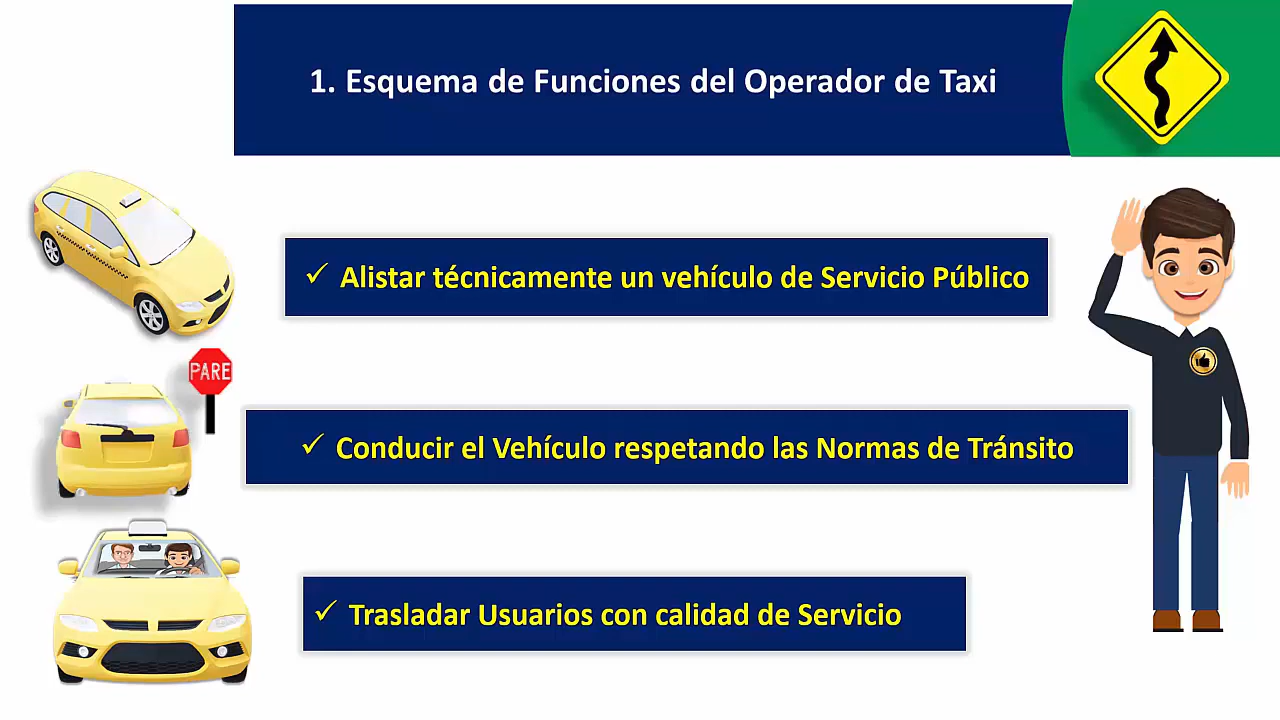 1. Esquema de Funciones del Operador de Taxi
✓ Alistar técnicamente un vehículo de Servicio Público
PARE
✓ Conducir el Vehículo respetando las Normas de Tránsito
✓ Trasladar Usuarios con calidad de Servicio